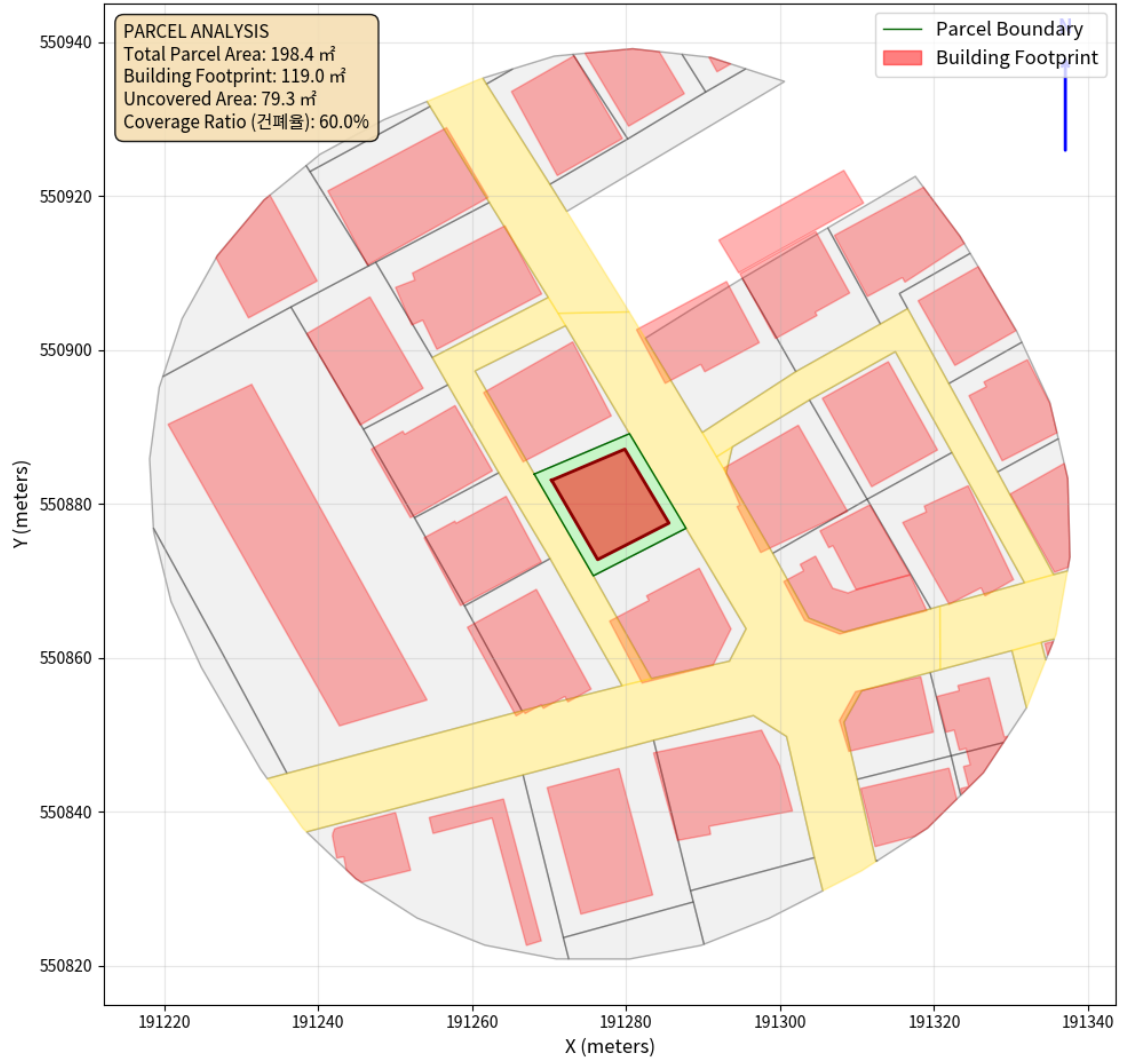 PARCEL ANALYSIS
Total Parcel Area: 198.4 ㎡
Building Footprint: 119.0 ㎡
Uncovered Area: 79.3 ㎡
Coverage Ratio (건폐율): 60.0%
Parcel Boundary
Building Footprint
N
550940
550920
550900
550880
550860
550840
550820
Y (meters)
191220
191240
191260
191280
191300
191320
191340
X (meters)